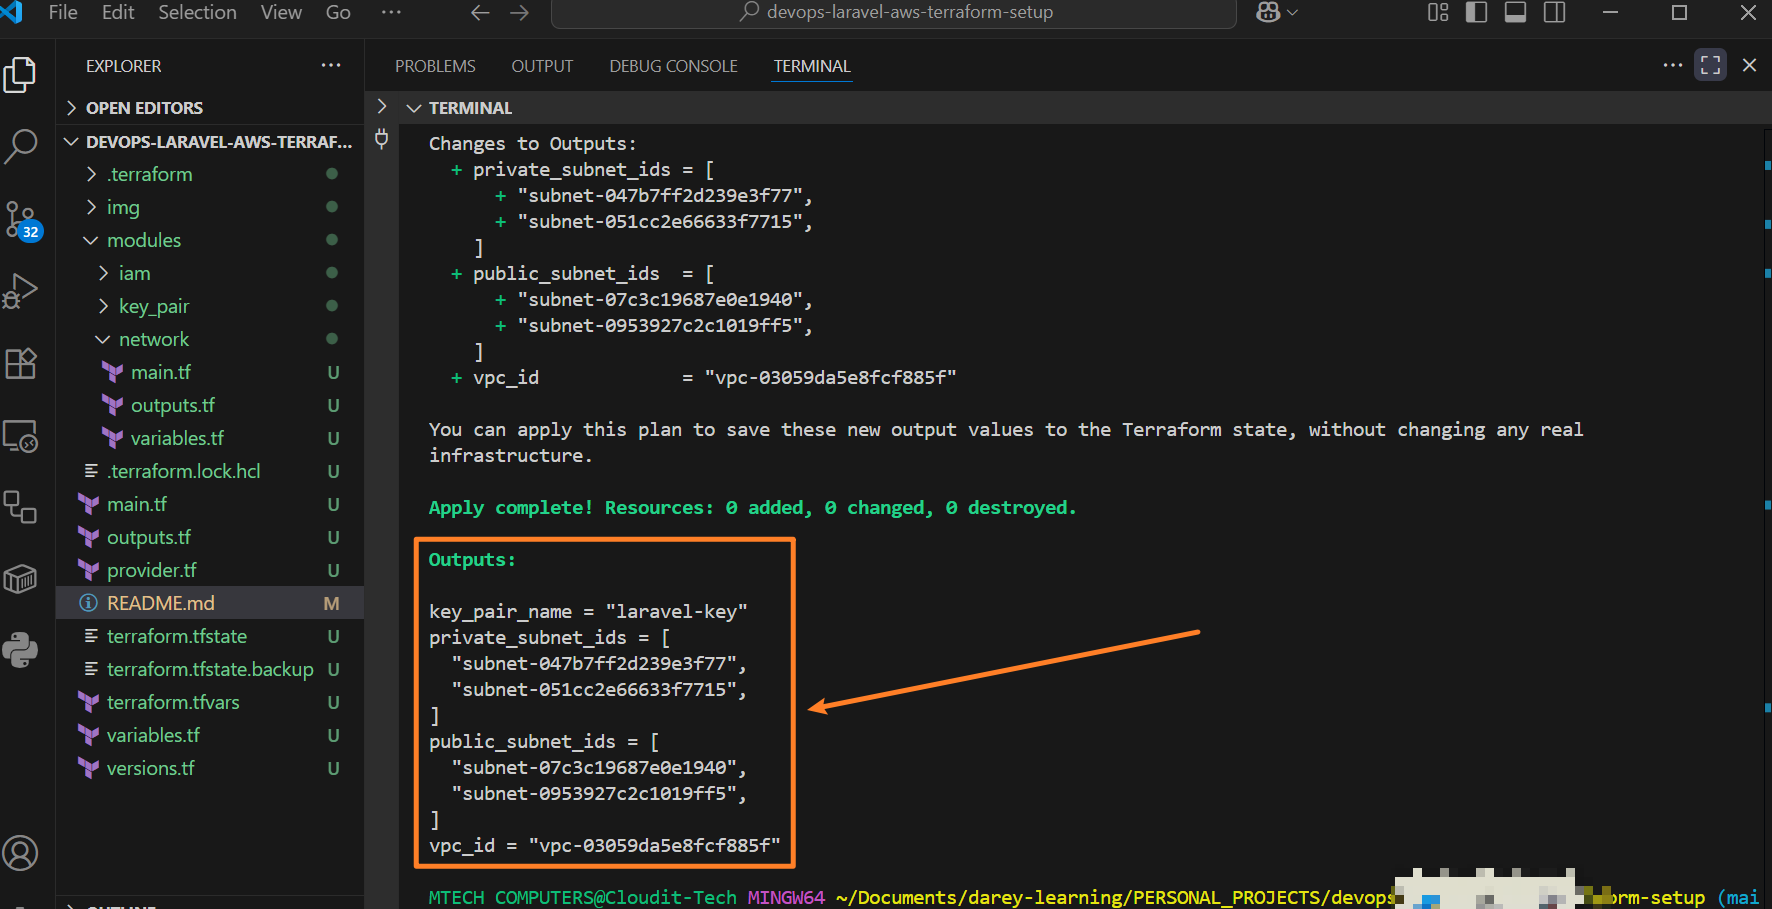 File Edit Selection View Go ···
devops-laravel-aws-terraform-setup
EXPLORER
OPEN EDITORS
DEVOPS-LARAVEL-AWS-TERRAF...
.terraform
img
modules
iam
key_pair
network
main.tf U
outputs.tf U
variables.tf U
.terraform.lock.hcl U
main.tf U
outputs.tf U
provider.tf U
README.md M
terraform.tfstate U
terraform.tfstate.backup U
terraform.tfvars U
variables.tf U
versions.tf U
32
PROBLEMS OUTPUT DEBUG CONSOLE TERMINAL
TERMINAL
Changes to Outputs:
+ private_subnet_ids = [
+ "subnet-047b7ff2d239e3f77",
+ "subnet-051cc2e66633f7715",
]
+ public_subnet_ids  = [
+ "subnet-07c3c19687e0e1940",
+ "subnet-0953927c2c1019ff5",
]
+ vpc_id             = "vpc-03059da5e8fcf885f"
You can apply this plan to save these new output values to the Terraform state, without changing any real
infrastructure.
Apply complete! Resources: 0 added, 0 changed, 0 destroyed.
Outputs:
key_pair_name = "laravel-key"
private_subnet_ids = [
"subnet-047b7ff2d239e3f77",
"subnet-051cc2e66633f7715",
]
public_subnet_ids = [
"subnet-07c3c19687e0e1940",
"subnet-0953927c2c1019ff5",
]
vpc_id = "vpc-03059da5e8fcf885f"
MTECH COMPUTERS@Cloudit-Tech MINGW64 ~/Documents/darey-learning/PERSONAL_PROJECTS/devops rm-setup (mai